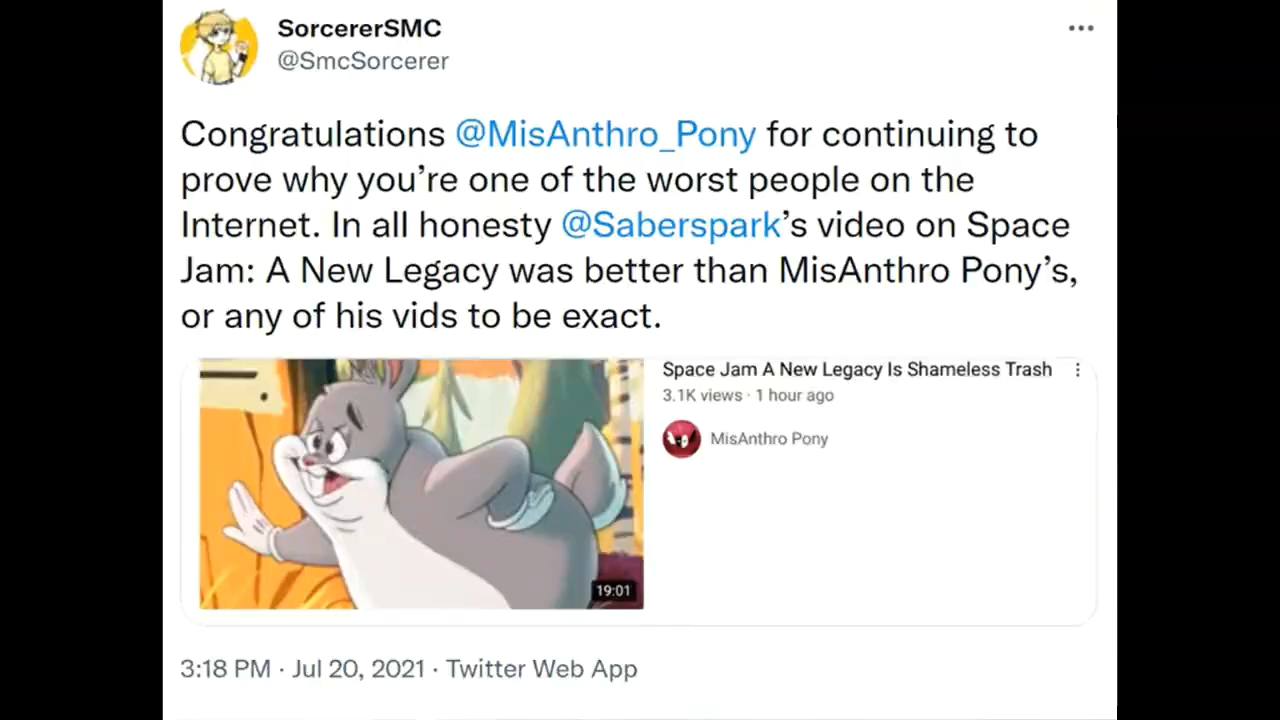 SorcererSMC
@SmcSorcerer
Congratulations @MisAnthro_Pony for continuing to
prove why you’re one of the worst people on the
Internet. In all honesty @Saberspark’s video on Space
Jam: A New Legacy was better than MisAnthro Pony’s,
or any of his vids to be exact.
Space Jam A New Legacy Is Shameless Trash
3.1K views · 1 hour ago
MisAnthro Pony
19:01
3:18 PM · Jul 20, 2021 · Twitter Web App